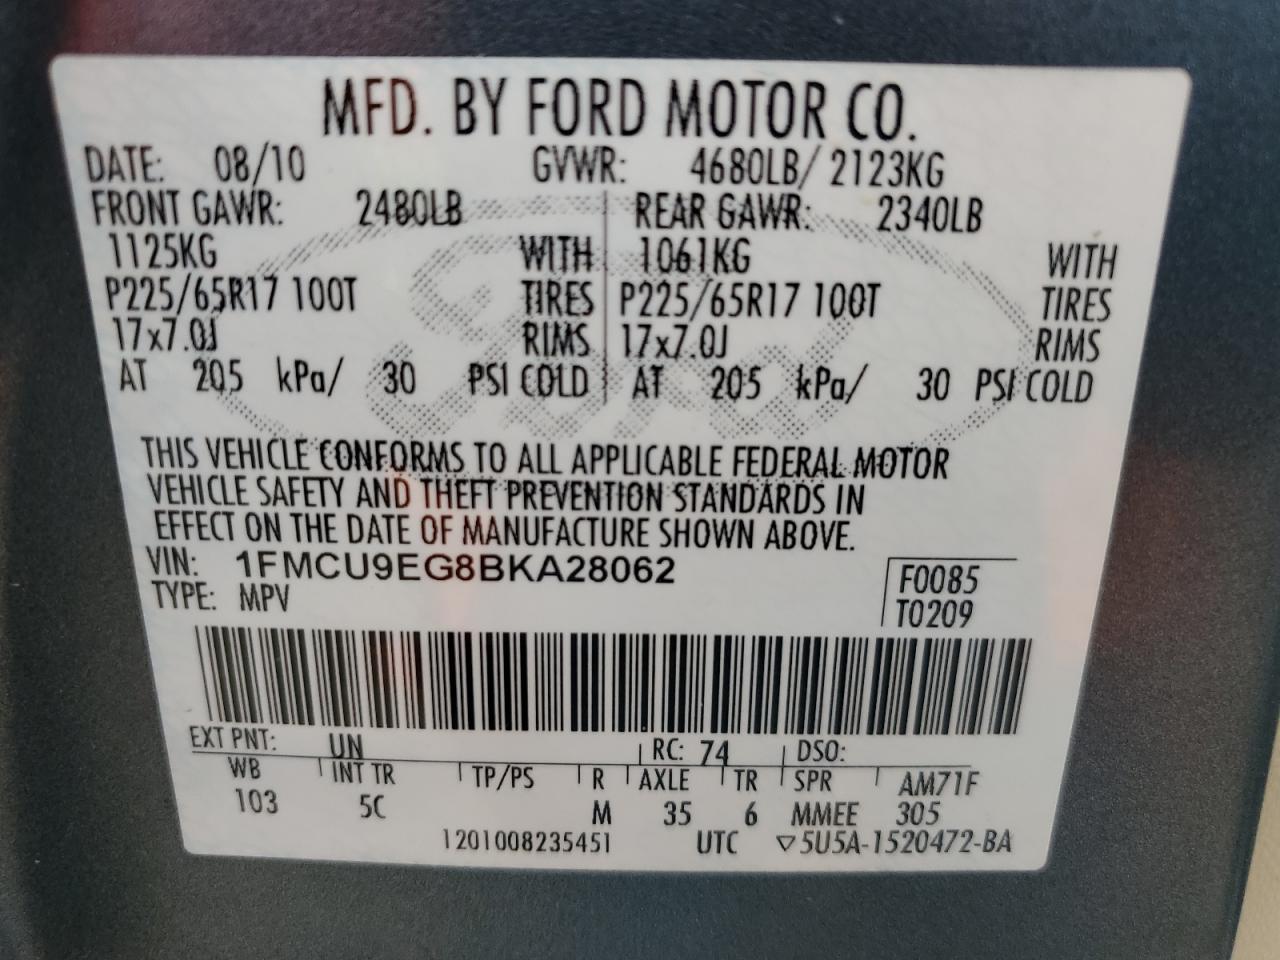 MFD. BY FORD MOTOR CO.
DATE: 08/10 GVWR: 4680LB/ 2123KG
FRONT GAWR: 2480LB REAR GAWR: 2340LB
1125KG WITH 1061KG WITH
P225/65R17 100T TIRES P225/65R17 100T TIRES
17x7.0J RIMS 17x7.0J RIMS
AT 205 kPa/ 30 PSI COLD AT 205 kPa/ 30 PSI COLD
Ford
THIS VEHICLE CONFORMS TO ALL APPLICABLE FEDERAL MOTOR
VEHICLE SAFETY AND THEFT PREVENTION STANDARDS IN
EFFECT ON THE DATE OF MANUFACTURE SHOWN ABOVE.
VIN: 1FMCU9EG8BKA28062 F0085
TYPE: MPV T0209
EXT PNT: UN RC: 74 DSO:
WB INT TR TP/PS R AXLE TR SPR AM71F
103 5C M 35 6 MMEE 305
1201008235451 UTC ▽5U5A-1520472-BA